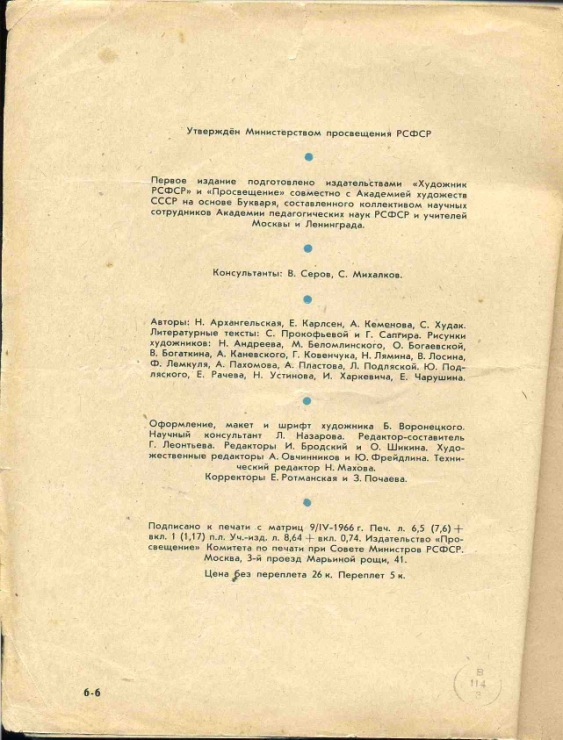 Утверждён Министерством просвещения РСФСР
Первое издание подготовлено издательствами «Художник
РСФСР» и «Просвещение» совместно с Академией художеств
СССР на основе Букваря, составленного коллективом научных
сотрудников Академии педагогических наук РСФСР и учителей
Москвы и Ленинграда.
Консультанты: В. Серов, С. Михалков.
Авторы: Н. Архангельская, Е. Карлсен, А. Кеменова, С. Худак.
Литературные тексты: С. Прокофьевой и Г. Сапгира. Рисунки
художников: Н. Андреева, М. Беломлинского, О. Богаевской,
В. Богаткина, А. Каневского, Г. Ковенчука, Н. Лямина, В. Лосина,
Ф. Лемкуля, А. Пахомова, А. Пластова, Л. Подляской. Ю. Под-
ляского, Е. Рачева, Н. Устинова, И. Харкевича, Е. Чарушина.
Оформление, макет и шрифт художника Б. Воронецкого.
Научный консультант Л. Назарова. Редактор-составитель
Г. Леонтьева. Редакторы И. Бродский и О. Шикина. Худо-
жественные редакторы А. Овчинников и Ю. Фрейдлина. Техни-
ческий редактор Н. Махова.
Корректоры Е. Ротманская и З. Почаева.
Подписано к печати с матриц 9/IV-1966 г. Печ. л. 6,5 (7,6) +
вкл. 1 (1,17) п.л. Уч.-изд. л. 8,64 + вкл. 0,74. Издательство «Про-
свещение» Комитета по печати при Совете Министров РСФСР.
Москва, 3-й проезд Марьиной рощи, 41.
Цена без переплета 26 к. Переплет 5 к.
6-6
В
114